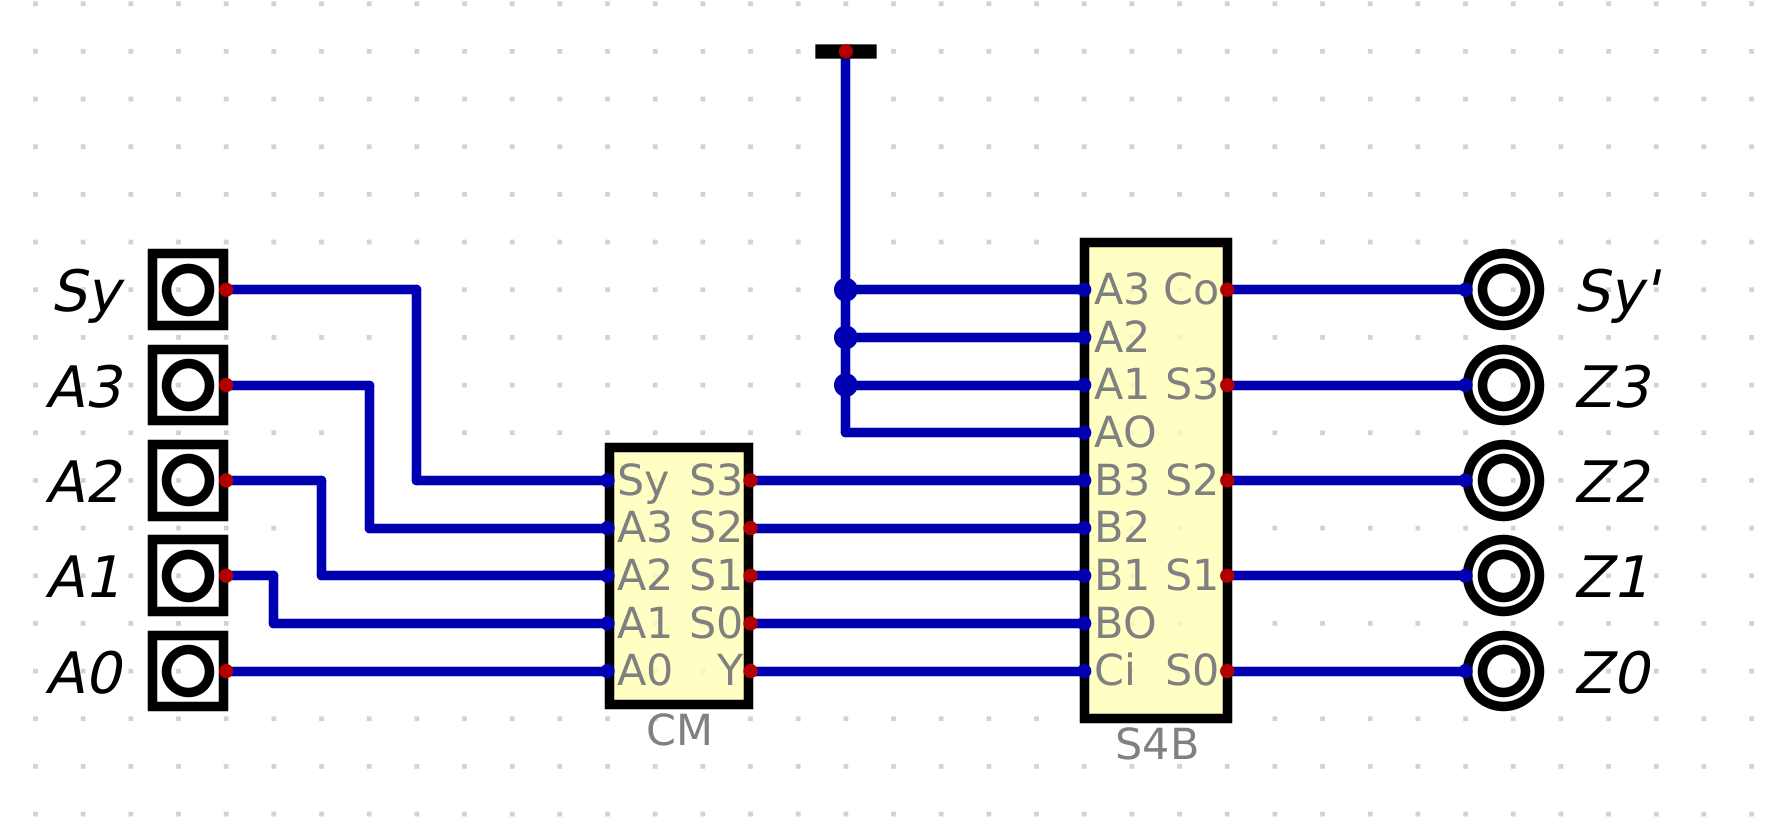 Sy
A3
A2
A1
A0
Sy S3
A3 S2
A2 S1
A1 S0
A0 Y
CM
A3 Co
A2
A1 S3
AO
B3 S2
B2
B1 S1
BO
Ci S0
S4B
Sy'
Z3
Z2
Z1
Z0